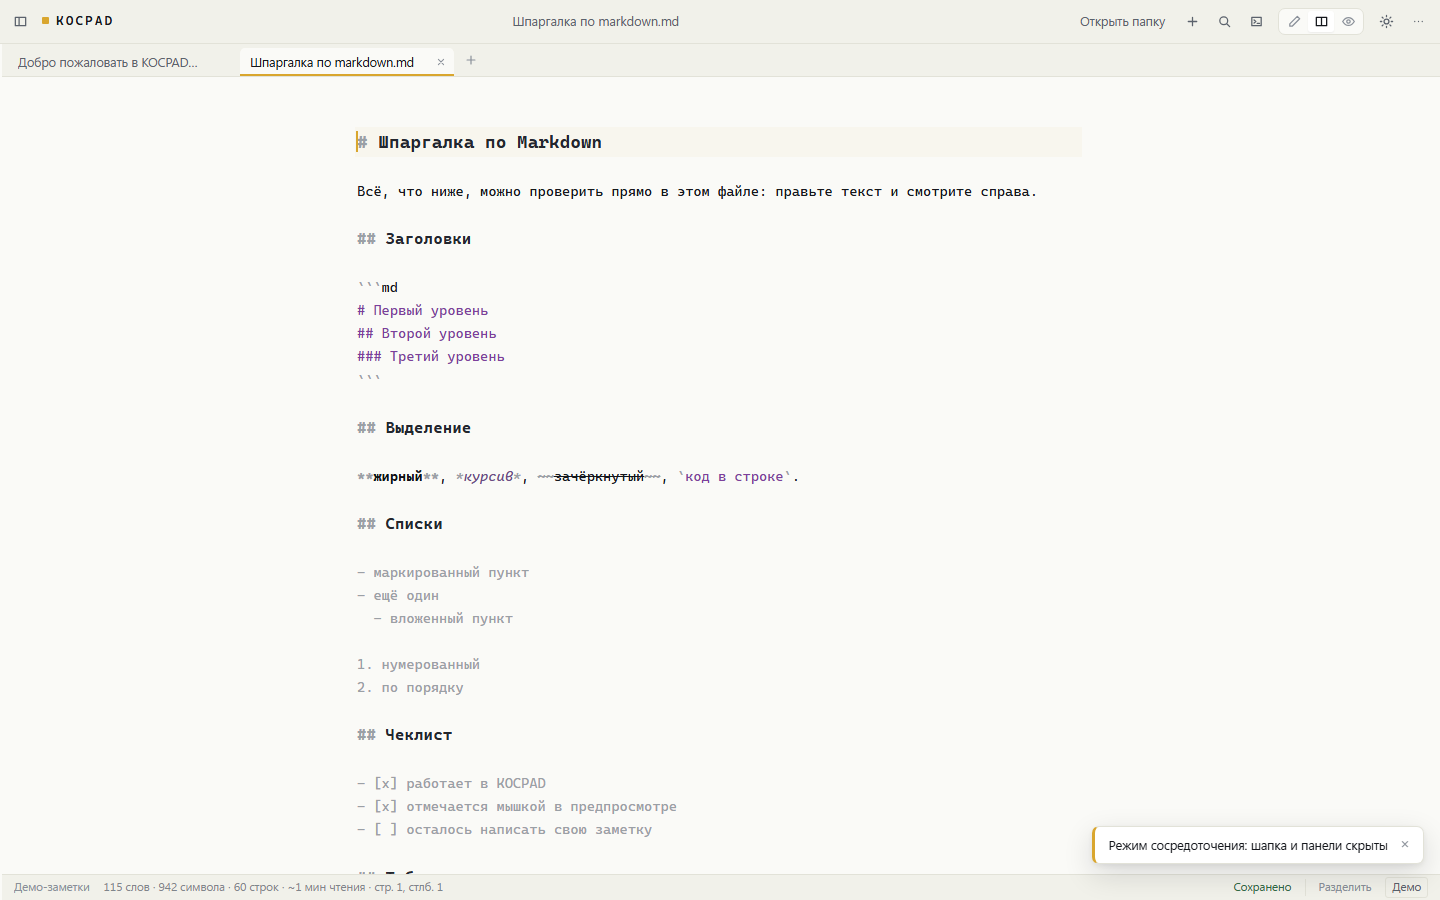 KOCPAD
Шпаргалка по markdown.md
Открыть папку
Добро пожаловать в KOCPAD...
Шпаргалка по markdown.md
# Шпаргалка по Markdown
Всё, что ниже, можно проверить прямо в этом файле: правьте текст и смотрите справа.
## Заголовки
```md
# Первый уровень
## Второй уровень
### Третий уровень
```
## Выделение
**жирный**, *курсив*, ~~зачёркнутый~~, `код в строке`.
## Списки
- маркированный пункт
- ещё один
  - вложенный пункт
1. нумерованный
2. по порядку
## Чеклист
- [x] работает в KOCPAD
- [x] отмечается мышкой в предпросмотре
- [ ] осталось написать свою заметку
Режим сосредоточения: шапка и панели скрыты
Демо-заметки 115 слов · 942 символа · 60 строк · ~1 мин чтения · стр. 1, стлб. 1
Сохранено Разделить Демо